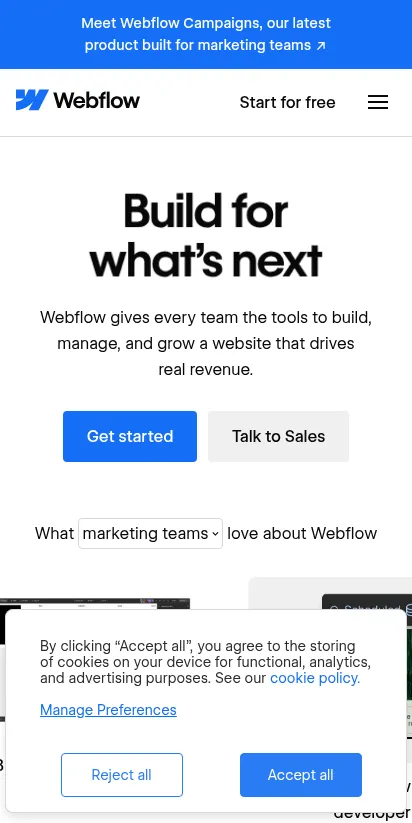 Meet Webflow Campaigns, our latest
product built for marketing teams ↗
Webflow
Start for free
Build for
what's next
Webflow gives every team the tools to build,
manage, and grow a website that drives
real revenue.
Get started
Talk to Sales
What marketing teams love about Webflow
Scheduled
By clicking “Accept all”, you agree to the storing
of cookies on your device for functional, analytics,
and advertising purposes. See our cookie policy.
Manage Preferences
Reject all
Accept all
developer